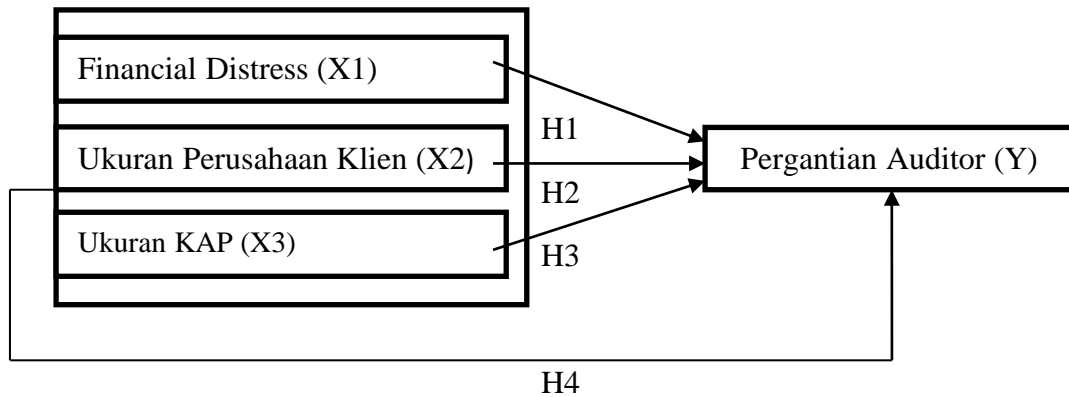 Financial Distress (X1)
H1
Ukuran Perusahaan Klien (X2)
Pergantian Auditor (Y)
H2
Ukuran KAP (X3)
H3
H4